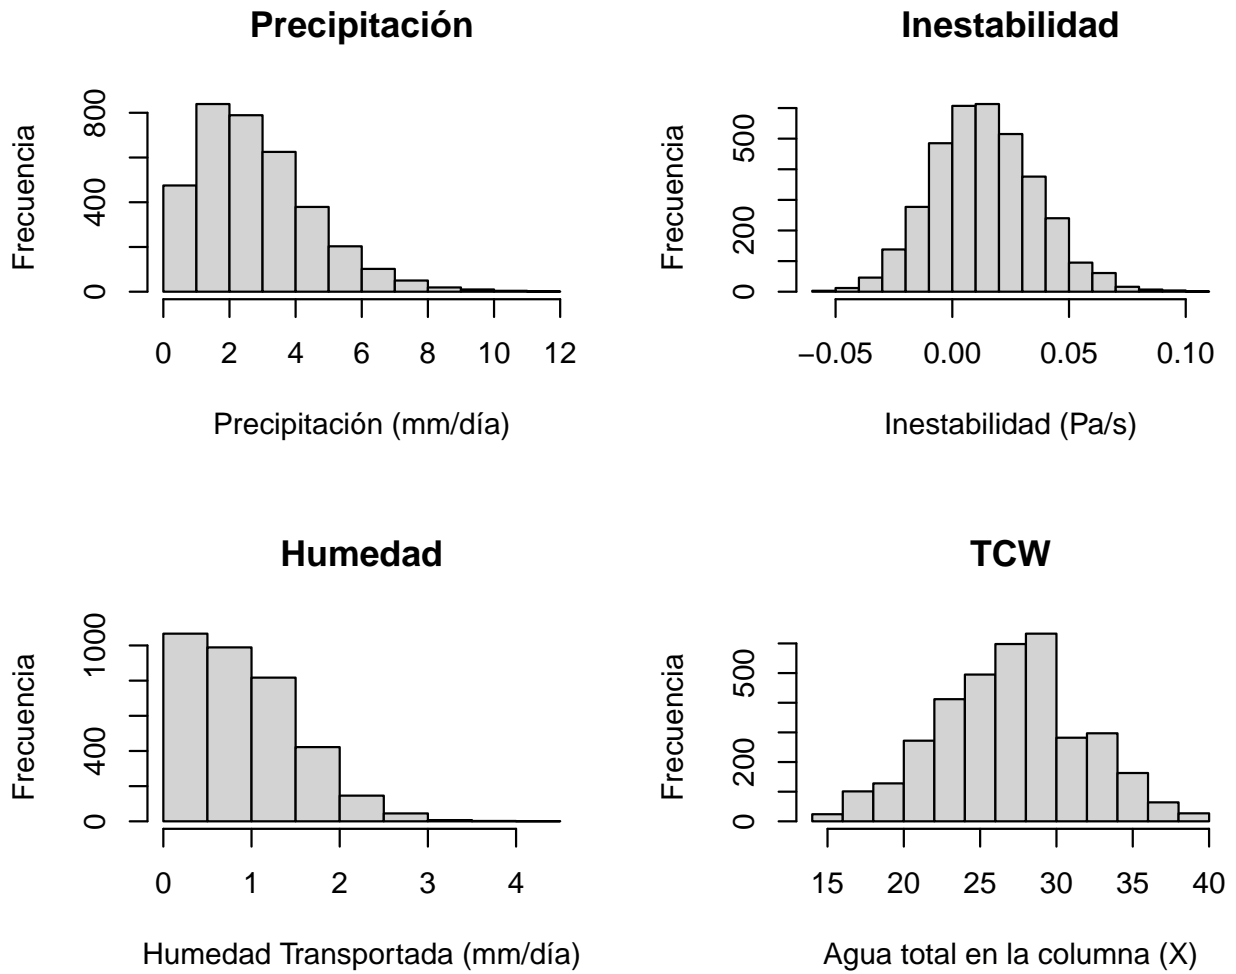 Precipitación
Frecuencia
0 400 800
0 2 4 6 8 10 12
Precipitación (mm/día)
Inestabilidad
Frecuencia
0 200 500
−0.05 0.00 0.05 0.10
Inestabilidad (Pa/s)
Humedad
Frecuencia
0 400 1000
0 1 2 3 4
Humedad Transportada (mm/día)
TCW
Frecuencia
0 200 500
15 20 25 30 35 40
Agua total en la columna (X)